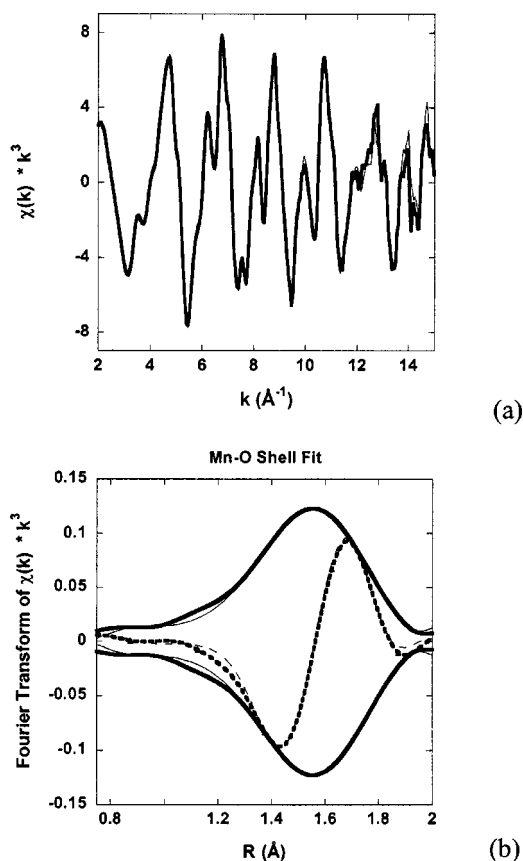 8
4
0
-4
-8
χ(k) * k³
2 4 6 8 10 12 14
k (Å⁻¹)
(a)
Mn-O Shell Fit
0.15
0.1
0.05
0
-0.05
-0.1
-0.15
Fourier Transform of χ(k) * k³
0.8 1 1.2 1.4 1.6 1.8 2
R (Å)
(b)